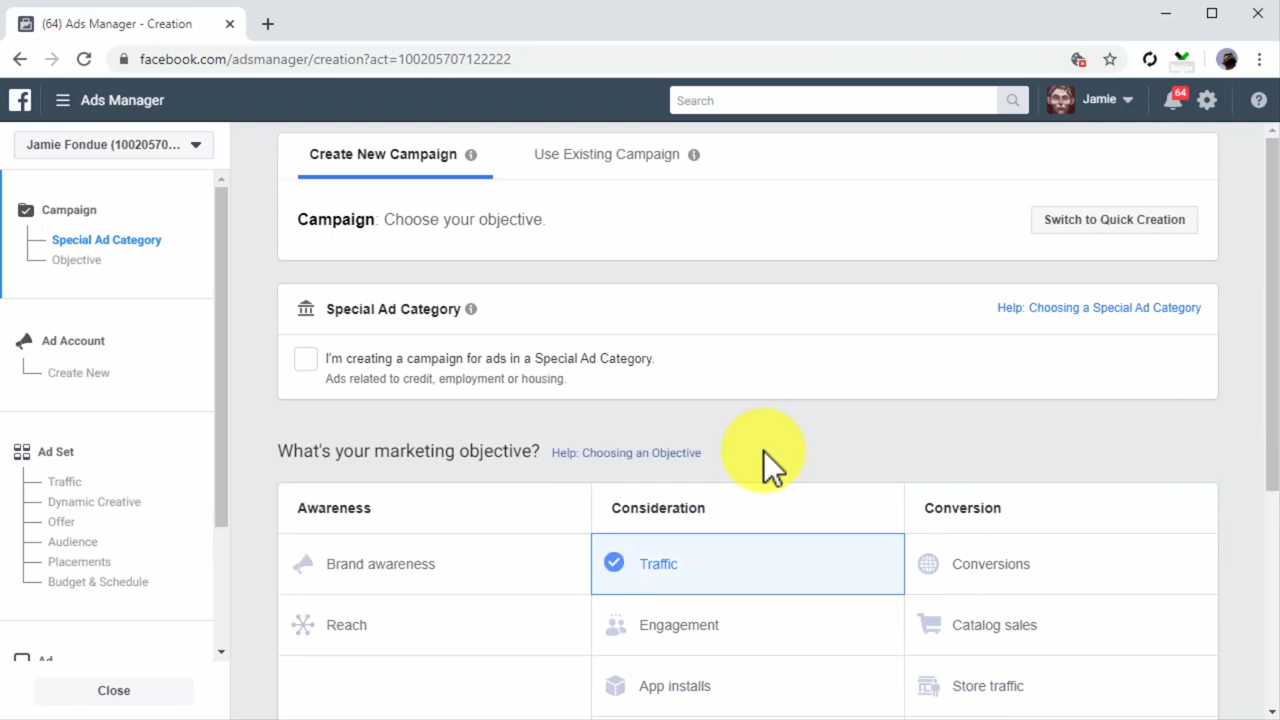 (64) Ads Manager - Creation
facebook.com/adsmanager/creation?act=100205707122222
Ads Manager
Search
Jamie
64
Jamie Fondue (10020570...
Campaign
Special Ad Category
Objective
Ad Account
Create New
Ad Set
Traffic
Dynamic Creative
Offer
Audience
Placements
Budget & Schedule
Ad
Close
Create New Campaign
Use Existing Campaign
Campaign: Choose your objective.
Switch to Quick Creation
Special Ad Category
Help: Choosing a Special Ad Category
I'm creating a campaign for ads in a Special Ad Category.
Ads related to credit, employment or housing.
What's your marketing objective? Help: Choosing an Objective
Awareness
Consideration
Conversion
Brand awareness
Traffic
Conversions
Reach
Engagement
Catalog sales
App installs
Store traffic